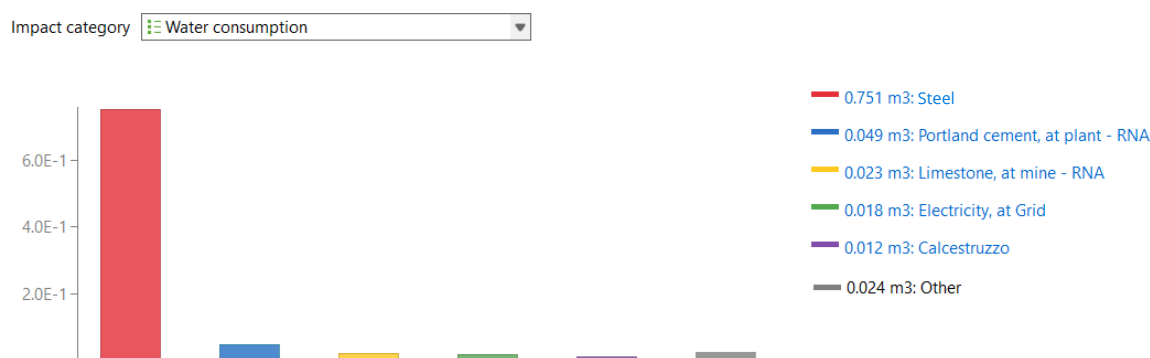 Impact category Water consumption
0.751 m3: Steel
0.049 m3: Portland cement, at plant - RNA
0.023 m3: Limestone, at mine - RNA
0.018 m3: Electricity, at Grid
0.012 m3: Calcestruzzo
0.024 m3: Other
6.0E-1
4.0E-1
2.0E-1